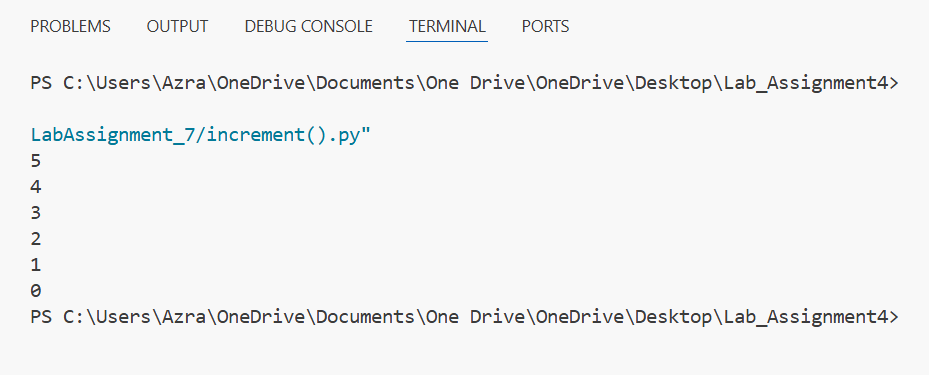 PROBLEMS OUTPUT DEBUG CONSOLE TERMINAL PORTS
PS C:\Users\Azra\OneDrive\Documents\One Drive\OneDrive\Desktop\Lab_Assignment4>
LabAssignment_7/increment().py"
5
4
3
2
1
0
PS C:\Users\Azra\OneDrive\Documents\One Drive\OneDrive\Desktop\Lab_Assignment4>